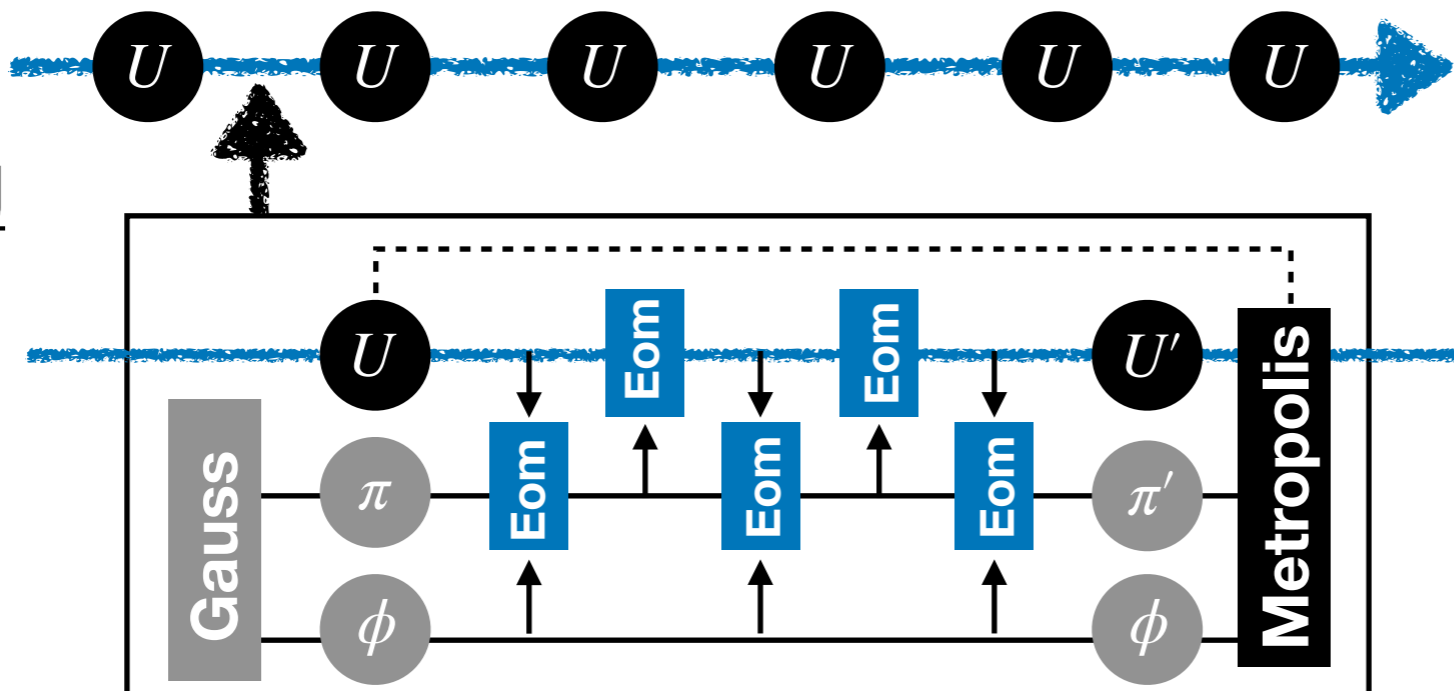 U U U U U U
Eom Eom
U U′
Eom Eom Eom
Gauss
π π′
Metropolis
ϕ ϕ